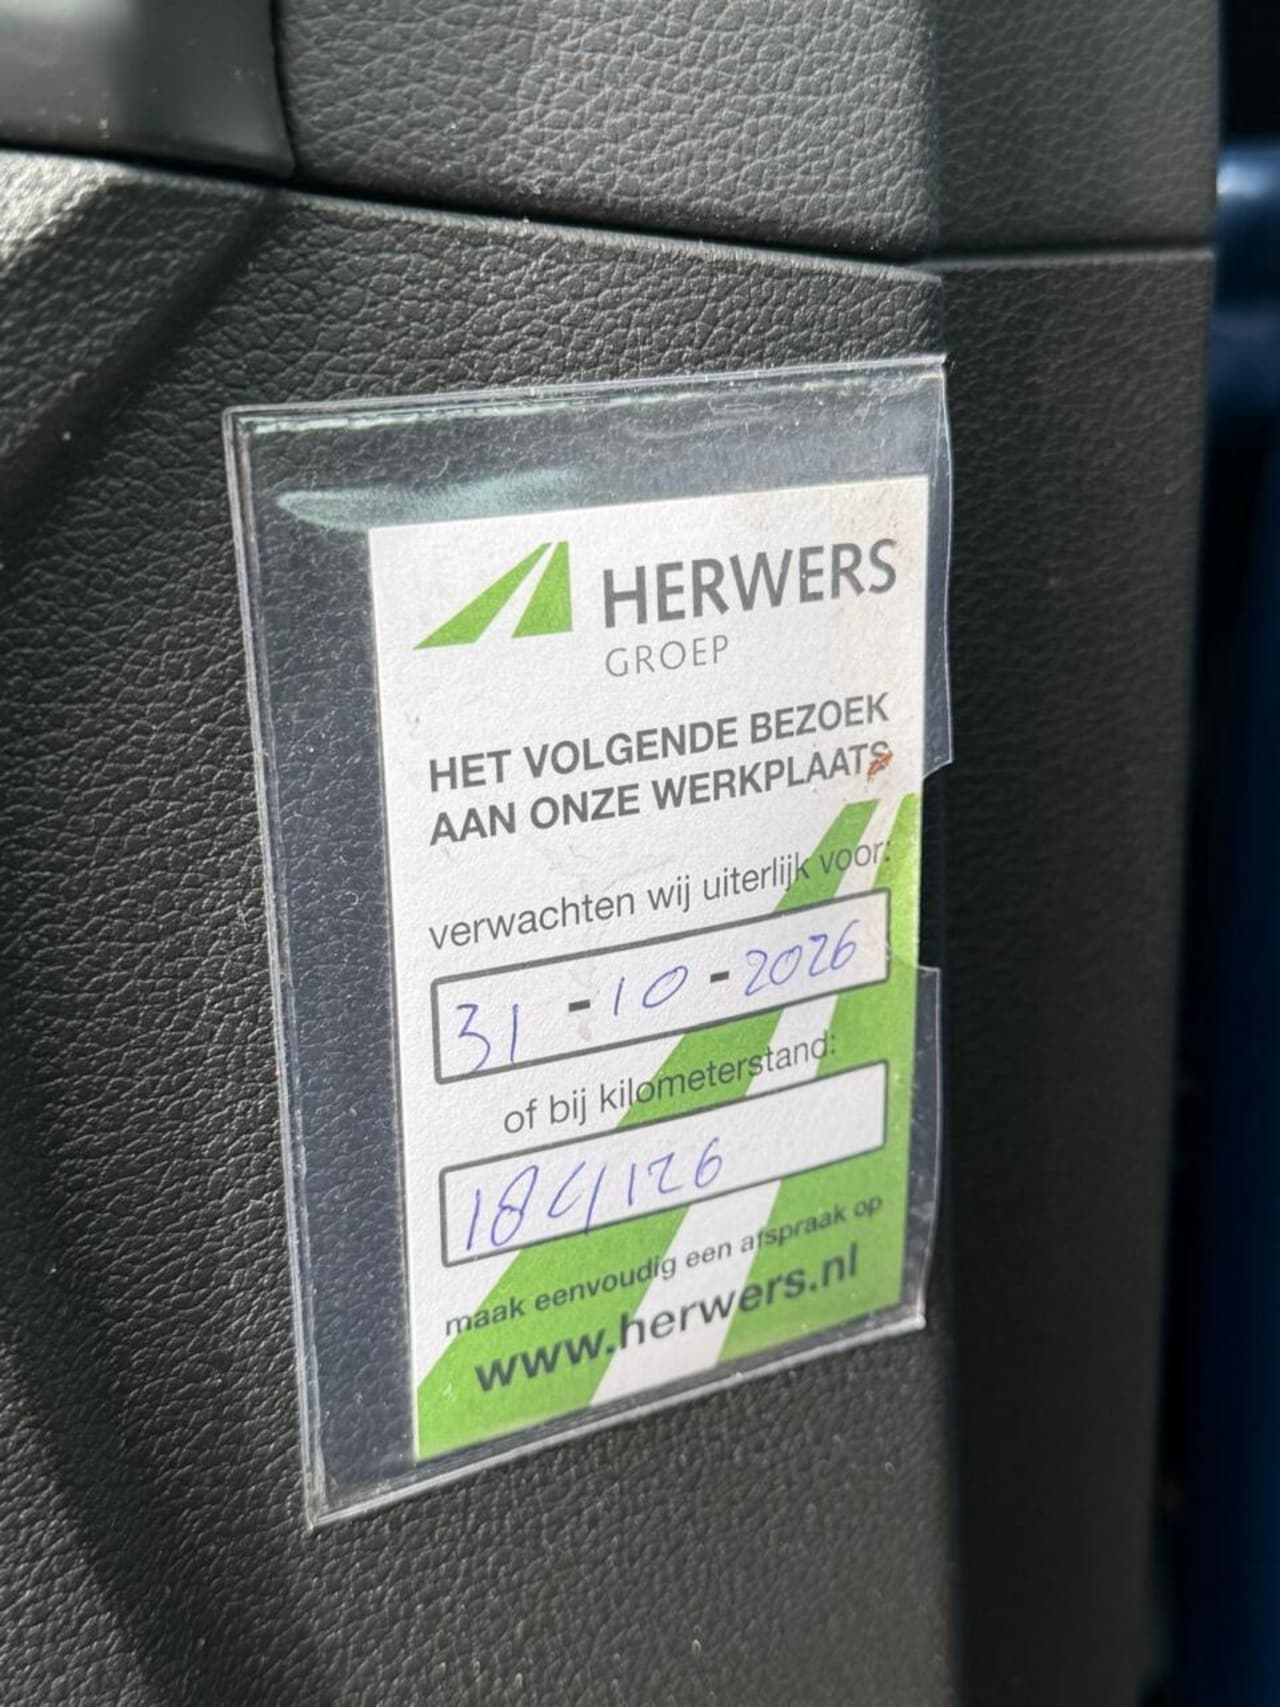 HERWERS
GROEP
HET VOLGENDE BEZOEK
AAN ONZE WERKPLAATS
verwachten wij uiterlijk voor:
31-10-2026
of bij kilometerstand:
184126
maak eenvoudig een afspraak op
www.herwers.nl